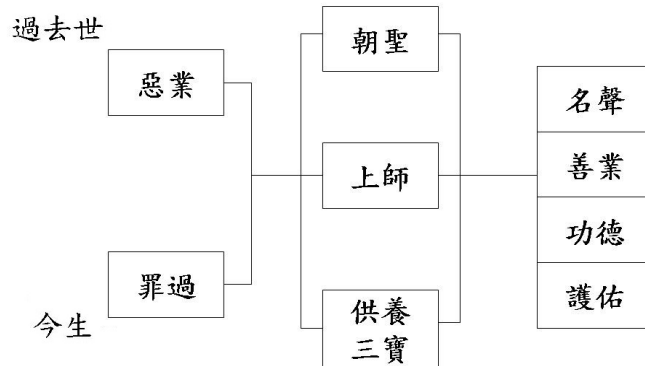 過去世
惡業
罪過
今生
朝聖
上師
供養
三寶
名聲
善業
功德
護佑